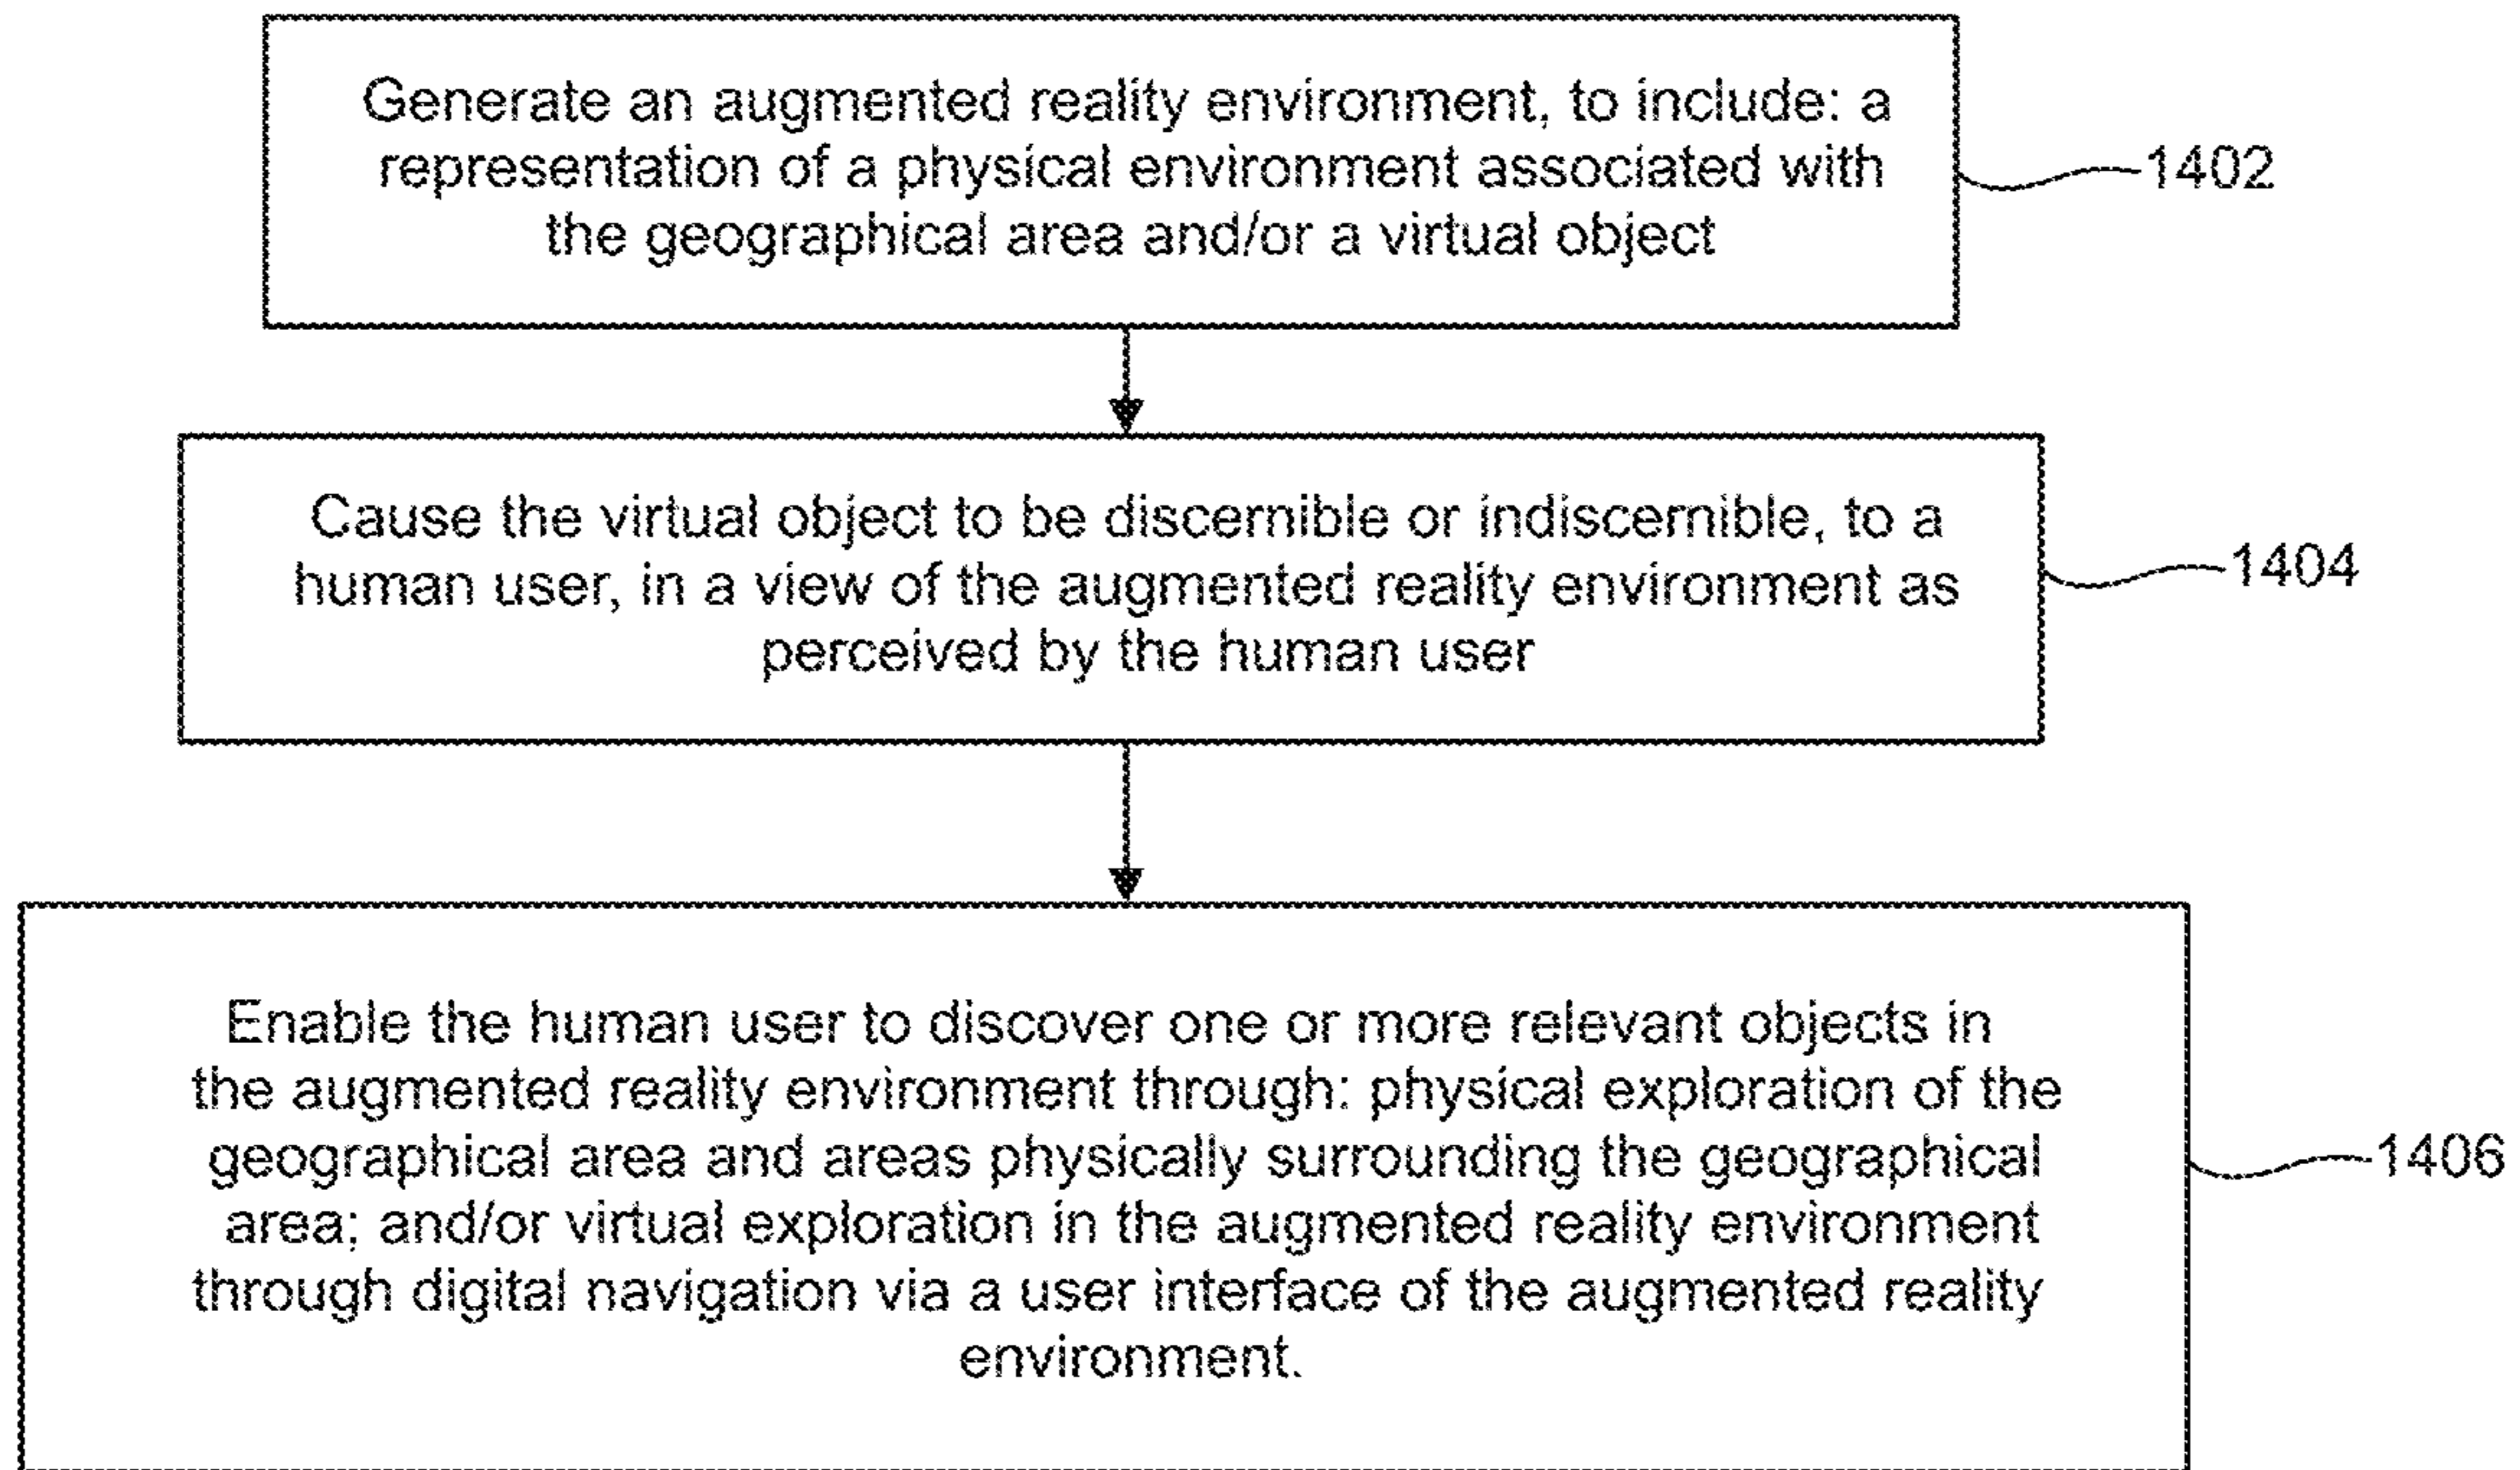 Generate an augmented reality environment, to include: a
representation of a physical environment associated with
the geographical area and/or a virtual object
1402
Cause the virtual object to be discernible or indiscernible, to a
human user, in a view of the augmented reality environment as
perceived by the human user
1404
Enable the human user to discover one or more relevant objects in
the augmented reality environment through: physical exploration of the
geographical area and areas physically surrounding the geographical
area; and/or virtual exploration in the augmented reality environment
through digital navigation via a user interface of the augmented reality
environment.
1406